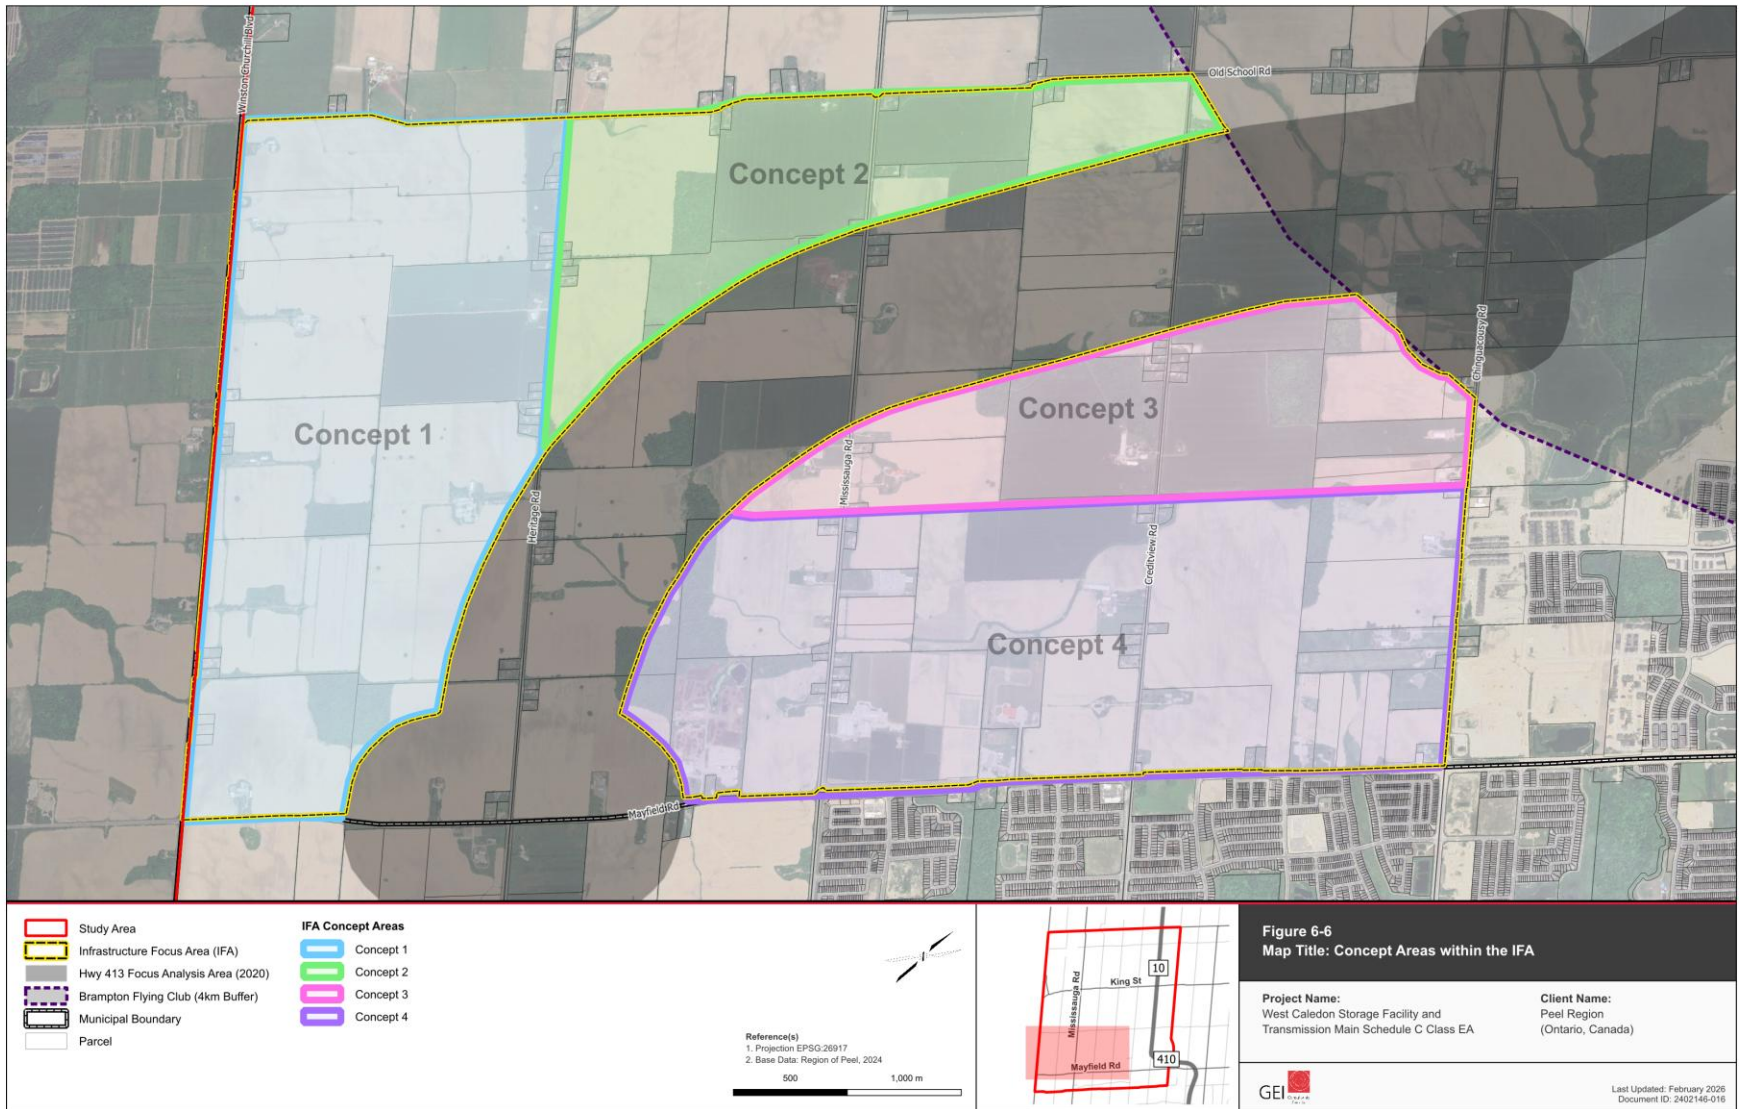 Winston Churchill Blvd
Old School Rd
Concept 2
Chinguacousy Rd
Concept 1
Concept 3
Mississauga Rd
Heritage Rd
Creditview Rd
Concept 4
Mayfield Rd
Study Area
Infrastructure Focus Area (IFA)
Hwy 413 Focus Analysis Area (2020)
Brampton Flying Club (4km Buffer)
Municipal Boundary
Parcel
IFA Concept Areas
Concept 1
Concept 2
Concept 3
Concept 4
Reference(s)
1. Projection EPSG:26917
2. Base Data: Region of Peel, 2024
500 1,000 m
10
King St
Mississauga Rd
410
Mayfield Rd
Figure 6-6
Map Title: Concept Areas within the IFA
Project Name:
West Caledon Storage Facility and
Transmission Main Schedule C Class EA
Client Name:
Peel Region
(Ontario, Canada)
GEI
Last Updated: February 2026
Document ID: 2402146-016